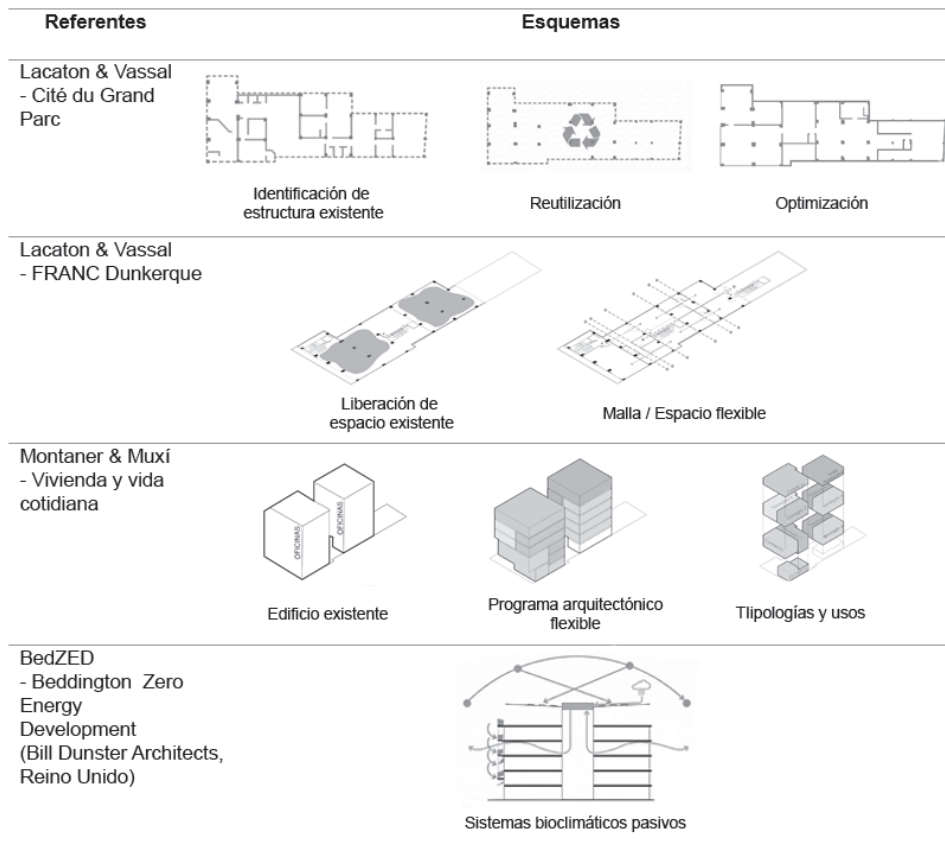 Referentes
Esquemas
Lacaton & Vassal
- Cité du Grand
Parc
Identificación de
estructura existente
Reutilización
Optimización
Lacaton & Vassal
- FRANC Dunkerque
Liberación de
espacio existente
Malla / Espacio flexible
Montaner & Muxí
- Vivienda y vida
cotidiana
OFICINAS
OFICINAS
Edificio existente
Programa arquitectónico
flexible
Tlipologías y usos
BedZED
- Beddington Zero
Energy
Development
(Bill Dunster Architects,
Reino Unido)
Sistemas bioclimáticos pasivos